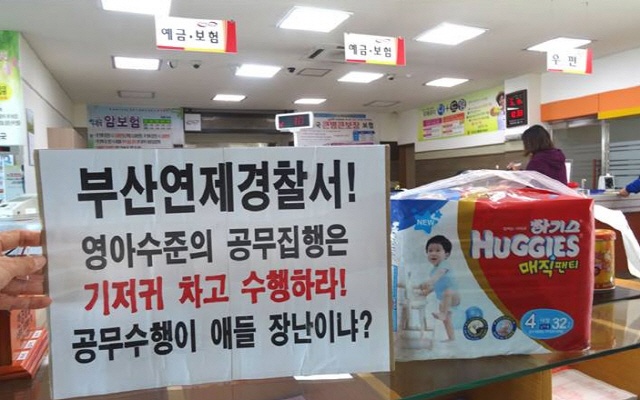 예금·보험
예금·보험
우편
암보험
부산연제경찰서!
영아수준의 공무집행은
기저귀 차고 수행하라!
공무수행이 애들 장난이냐?
NEW
하기스
HUGGIES
매직팬티
4
32